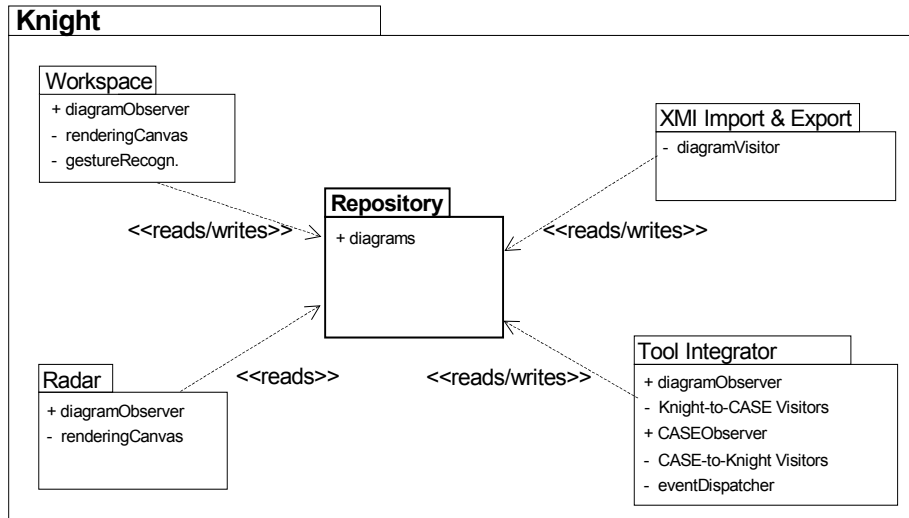 Knight
Workspace
+ diagramObserver
- renderingCanvas
- gestureRecogn.
<<reads/writes>>
XMI Import & Export
- diagramVisitor
<<reads/writes>>
Repository
+ diagrams
Radar
+ diagramObserver
- renderingCanvas
<<reads>>
<<reads/writes>>
Tool Integrator
+ diagramObserver
- Knight-to-CASE Visitors
+ CASEObserver
- CASE-to-Knight Visitors
- eventDispatcher